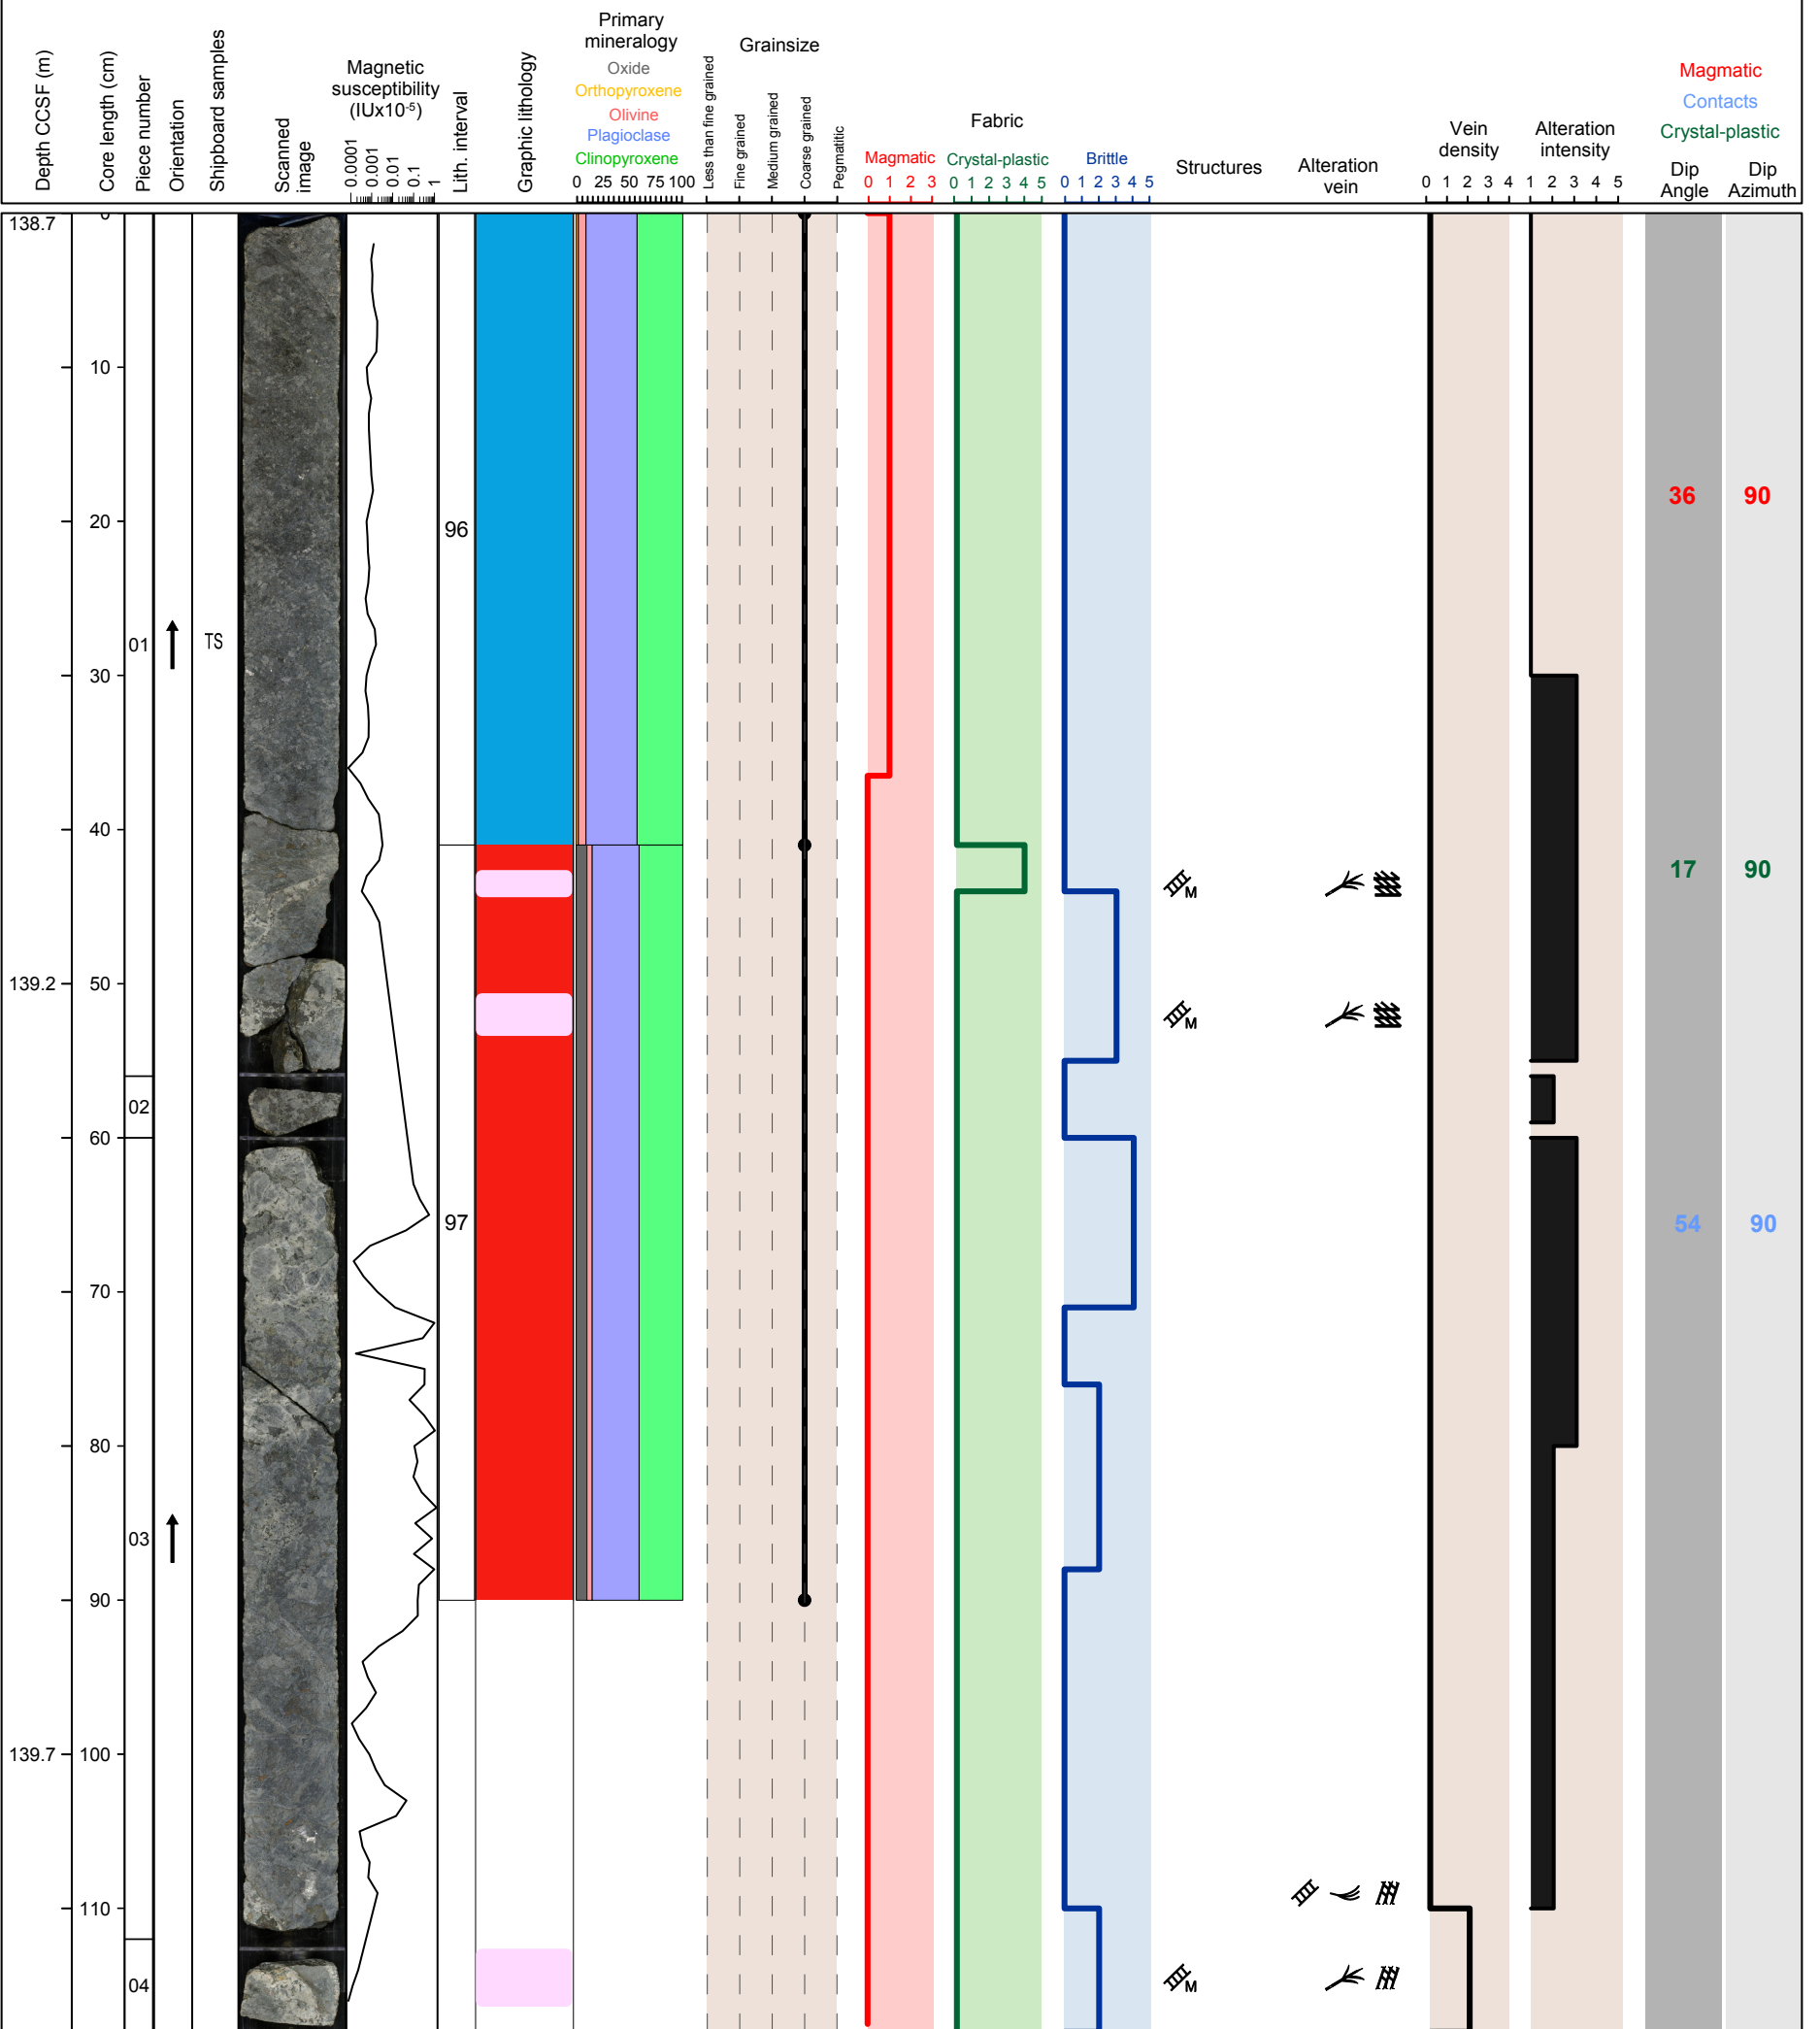 Depth CCSF (m)
Core length (cm)
Piece number
Orientation
Shipboard samples
Scanned
image
Magnetic
susceptibility
(IUx10⁻⁵)
0.0001
0.001
0.01
0.1
1
Lith. interval
Graphic lithology
Primary
mineralogy
Oxide
Orthopyroxene
Olivine
Plagioclase
Clinopyroxene
0 25 50 75 100
Grainsize
Less than fine grained
Fine grained
Medium grained
Coarse grained
Pegmatitic
Fabric
Magmatic
0 1 2 3
Crystal-plastic
0 1 2 3 4 5
Brittle
0 1 2 3 4 5
Structures
Alteration
vein
Vein
density
0 1 2 3 4
Alteration
intensity
1 2 3 4 5
Magmatic
Contacts
Crystal-plastic
Dip
Angle
Dip
Azimuth
0
138.7
10
36 90
20
96
01
TS
30
40
17 90
M
139.2
50
M
02
60
97
54 90
70
80
03
90
139.7
100
110
04
M